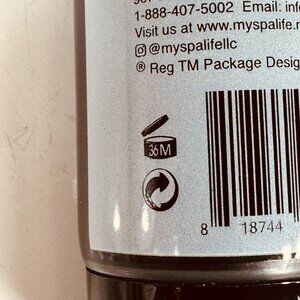 1-888-407-5002 Email: inf
Visit us at www.myspalife.
@myspalifellc
® Reg TM Package Desig
36M
8 18744